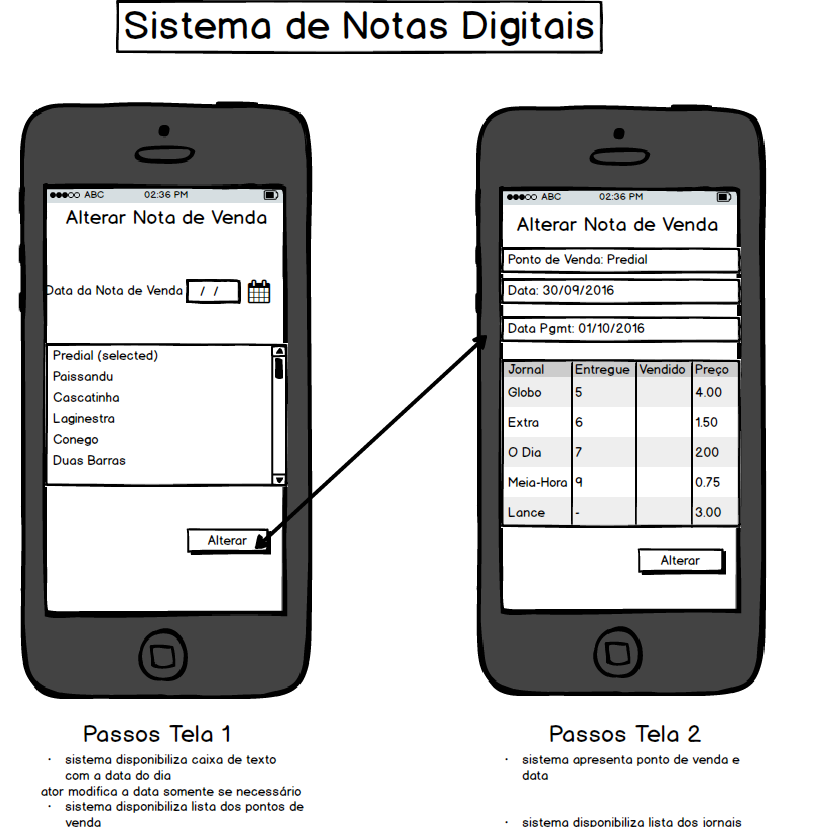 Sistema de Notas Digitais
ABC 02:36 PM
Alterar Nota de Venda
Data da Nota de Venda / /
Predial (selected)
Paissandu
Cascatinha
Laginestra
Conego
Duas Barras
Alterar
ABC 02:36 PM
Alterar Nota de Venda
Ponto de Venda: Predial
Data: 30/09/2016
Data Pgmt: 01/10/2016
Jornal Entregue Vendido Preço
Globo 5 4.00
Extra 6 1.50
O Dia 7 2.00
Meia-Hora 9 0.75
Lance - 3.00
Alterar
Passos Tela 1
· sistema disponibiliza caixa de texto
com a data do dia
ator modifica a data somente se necessário
· sistema disponibiliza lista dos pontos de
venda
Passos Tela 2
· sistema apresenta ponto de venda e
data
· sistema disponibiliza lista dos jornais